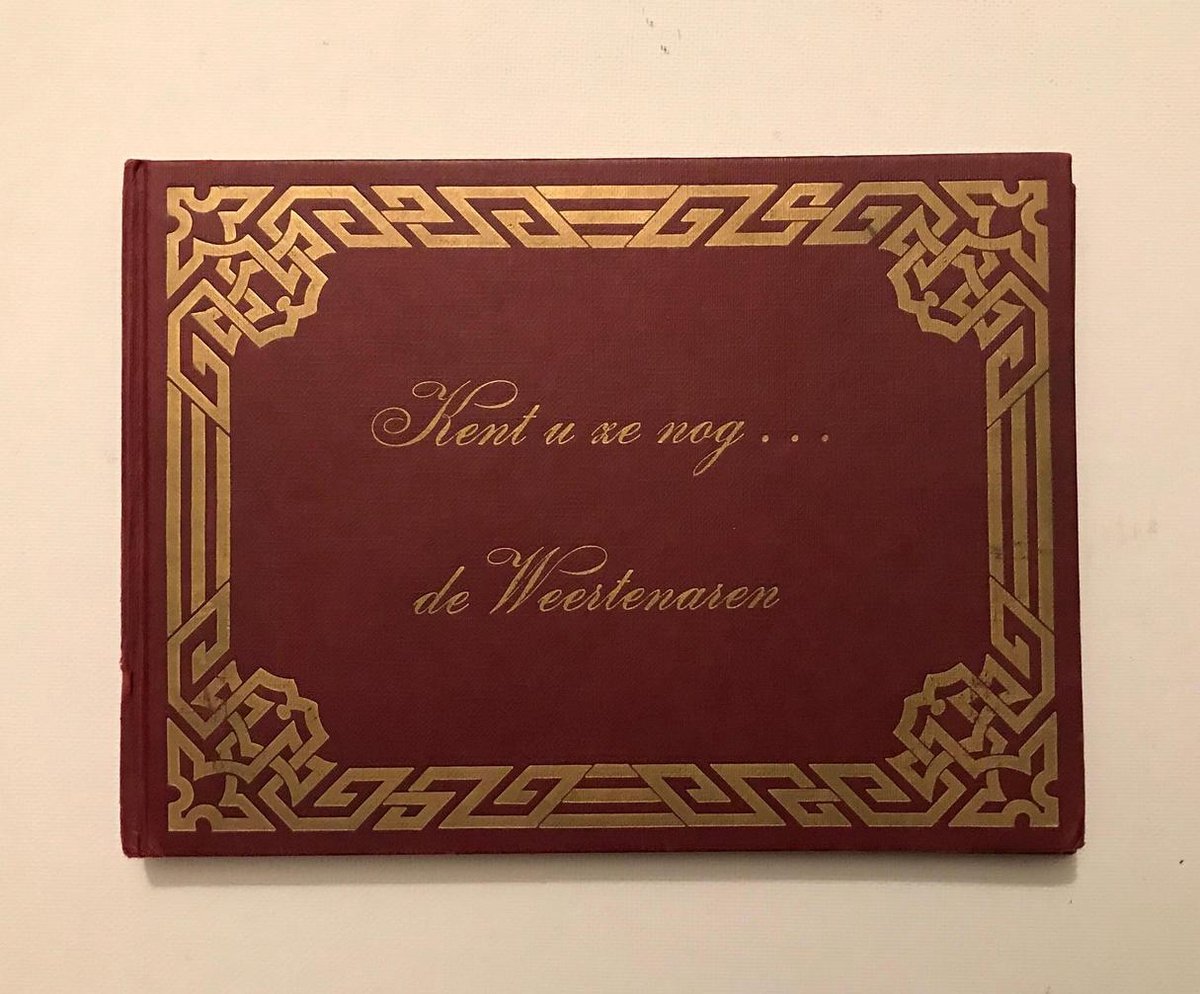 Kent u ze nog...
de Weertenaren